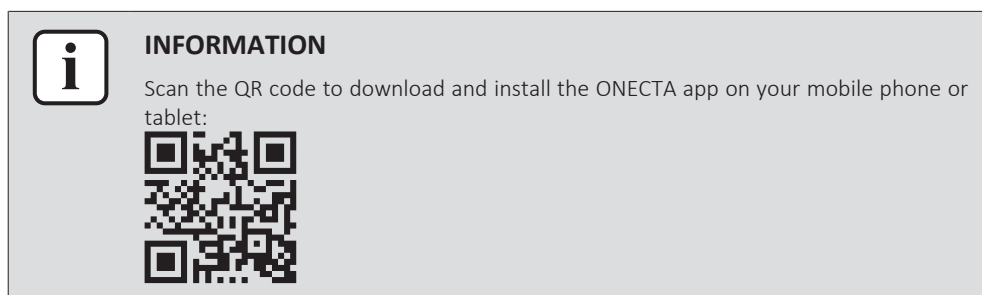 i
INFORMATION
Scan the QR code to download and install the ONECTA app on your mobile phone or
tablet: